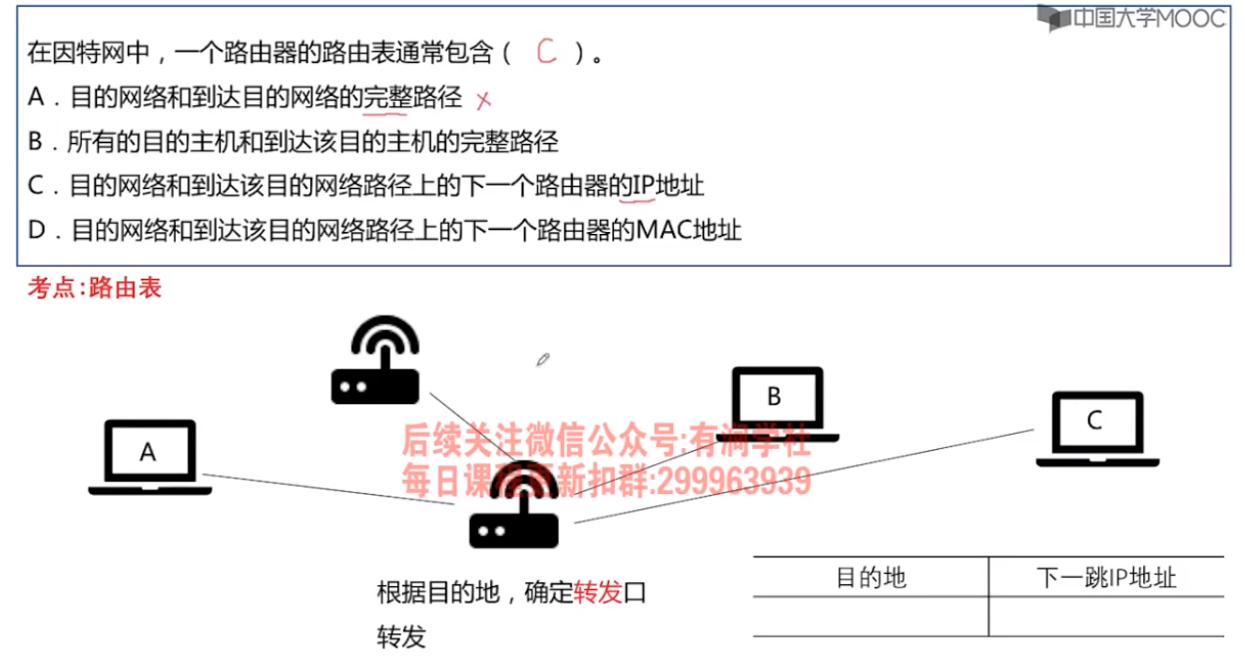 中国大学MOOC
在因特网中，一个路由器的路由表通常包含（ C ）。
A．目的网络和到达目的网络的完整路径 ×
B．所有的目的主机和到达该目的主机的完整路径
C．目的网络和到达该目的网络路径上的下一个路由器的IP地址
D．目的网络和到达该目的网络路径上的下一个路由器的MAC地址
考点:路由表
B
C
A
后续关注微信公众号:有润学社
每日课程更新扣群:299963939
目的地 下一跳IP地址
根据目的地，确定转发口
转发